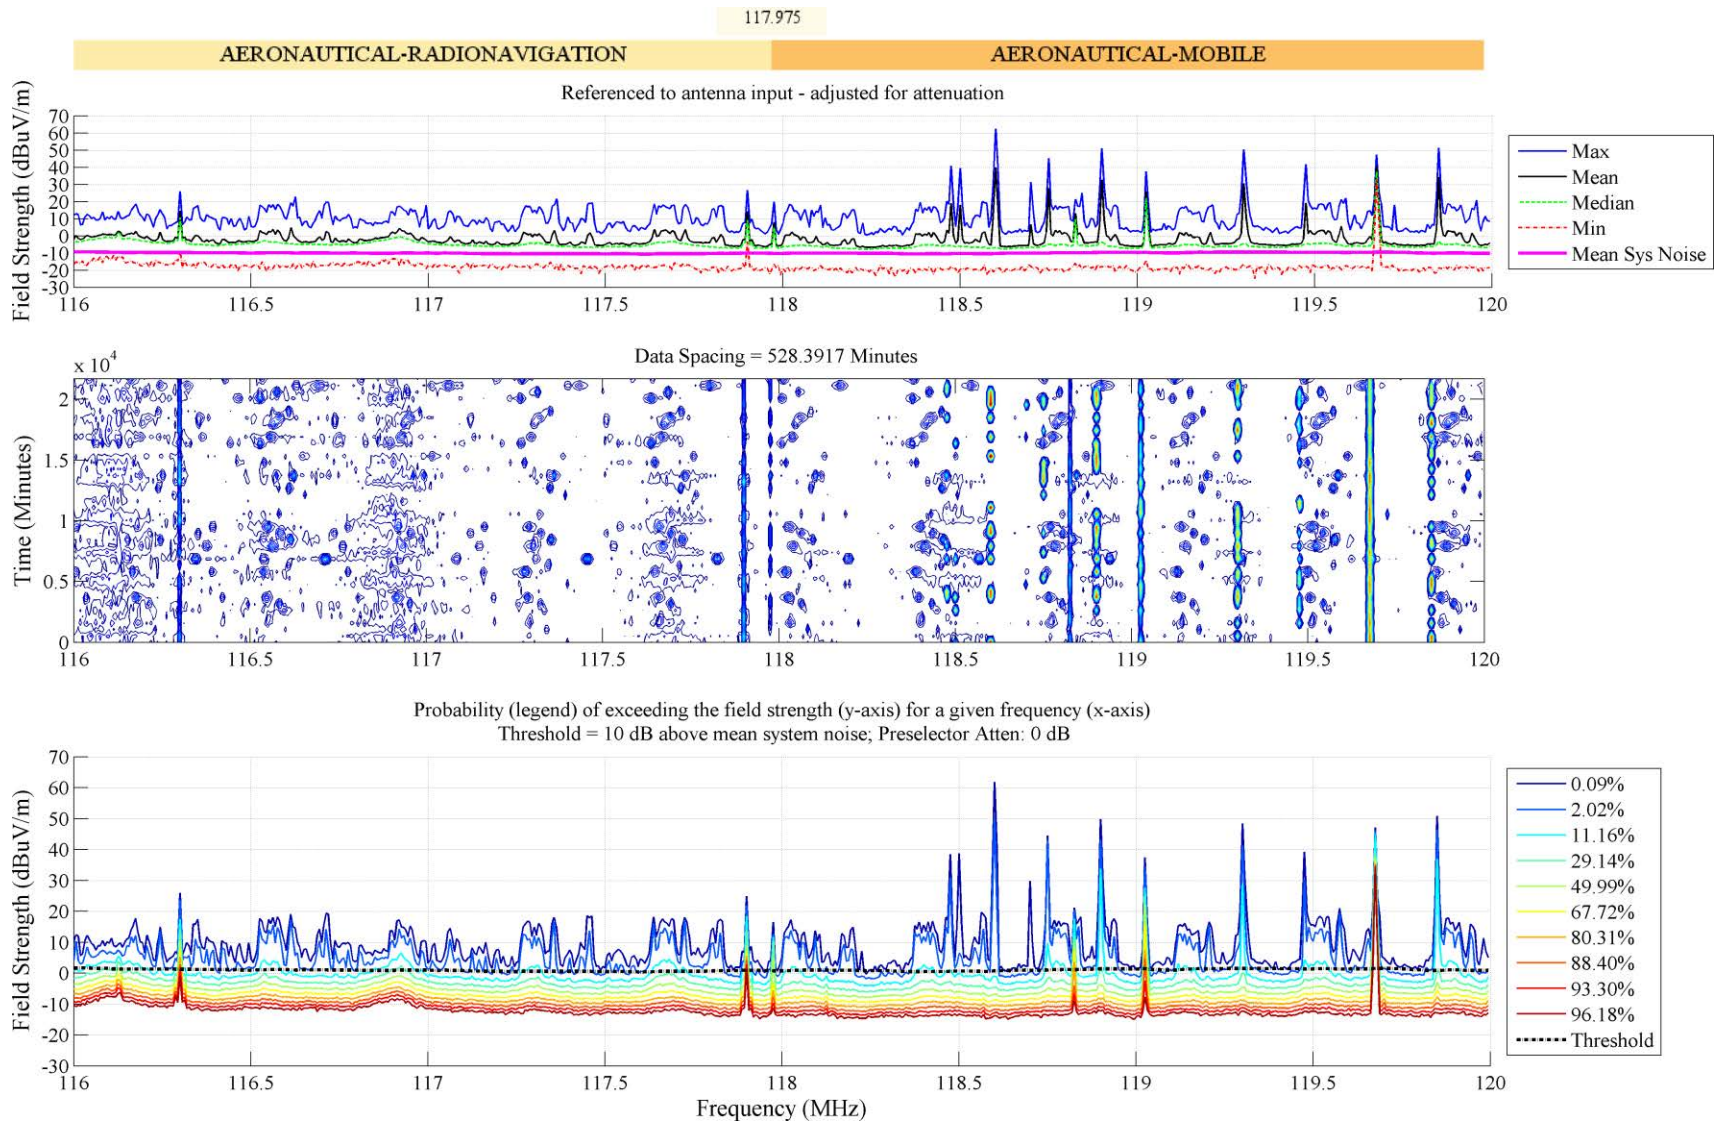 117.975
AERONAUTICAL-RADIONAVIGATION AERONAUTICAL-MOBILE
Referenced to antenna input - adjusted for attenuation
Field Strength (dBuV/m)
70
60
50
40
30
20
10
0
-10
-20
-30
116 116.5 117 117.5 118 118.5 119 119.5 120
Max
Mean
Median
Min
Mean Sys Noise
Data Spacing = 528.3917 Minutes
x 10^4
Time (Minutes)
2
1.5
1
0.5
0
116 116.5 117 117.5 118 118.5 119 119.5 120
Probability (legend) of exceeding the field strength (y-axis) for a given frequency (x-axis)
Threshold = 10 dB above mean system noise; Preselector Atten: 0 dB
Field Strength (dBuV/m)
70
60
50
40
30
20
10
0
-10
-20
-30
116 116.5 117 117.5 118 118.5 119 119.5 120
Frequency (MHz)
0.09%
2.02%
11.16%
29.14%
49.99%
67.72%
80.31%
88.40%
93.30%
96.18%
Threshold